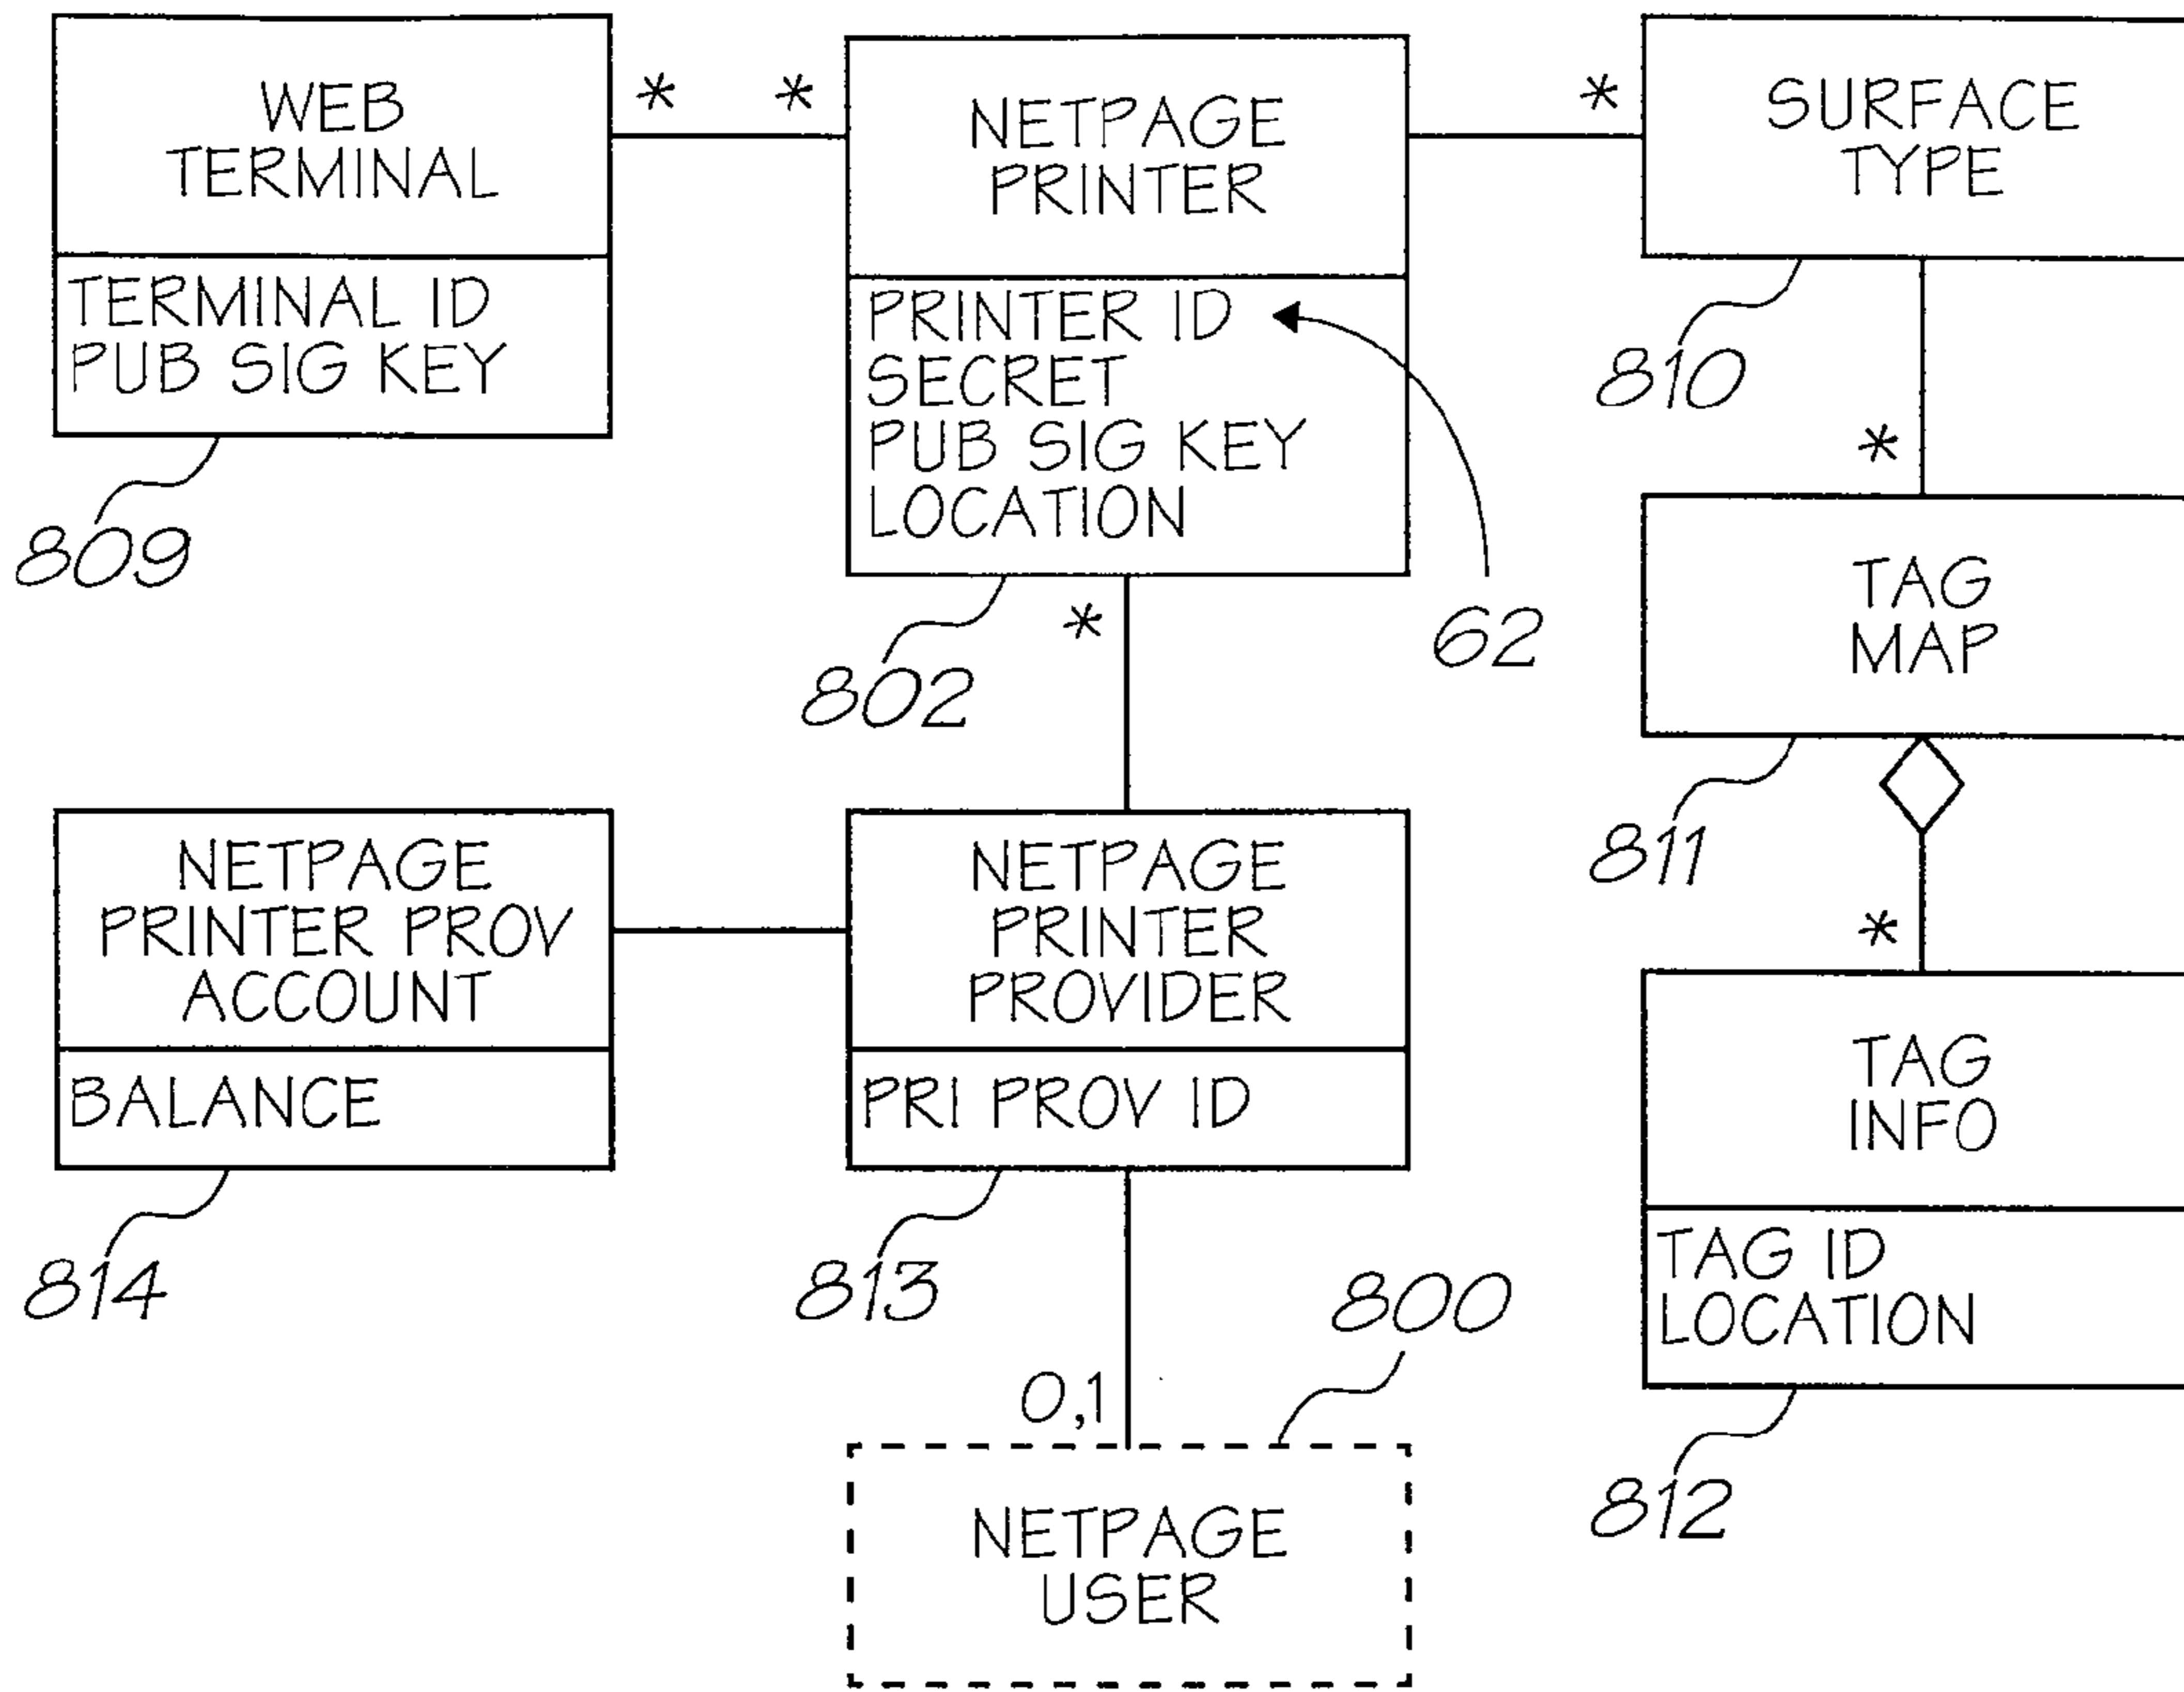 WEB
TERMINAL
TERMINAL ID
PUB SIG KEY
809
*
*
NETPAGE
PRINTER
PRINTER ID
SECRET
PUB SIG KEY
LOCATION
62
802
*
*
SURFACE
TYPE
810
*
TAG
MAP
811
*
TAG
INFO
TAG ID
LOCATION
812
NETPAGE
PRINTER PROV
ACCOUNT
BALANCE
814
NETPAGE
PRINTER
PROVIDER
PRI PROV ID
813
0,1
800
NETPAGE
USER